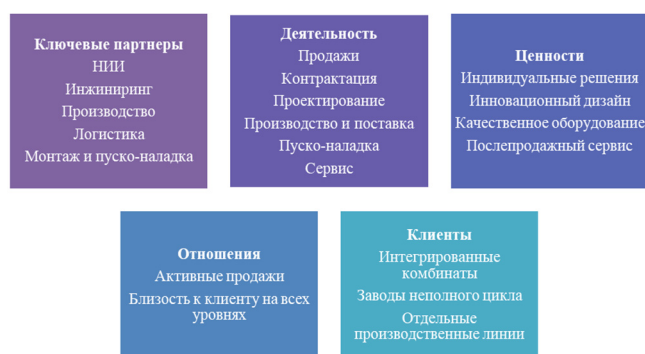 Ключевые партнеры
НИИ
Инжиниринг
Производство
Логистика
Монтаж и пуско-наладка
Деятельность
Продажи
Контрактация
Проектирование
Производство и поставка
Пуско-наладка
Сервис
Ценности
Индивидуальные решения
Инновационный дизайн
Качественное оборудование
Послепродажный сервис
Отношения
Активные продажи
Близость к клиенту на всех
уровнях
Клиенты
Интегрированные
комбинаты
Заводы неполного цикла
Отдельные
производственные линии